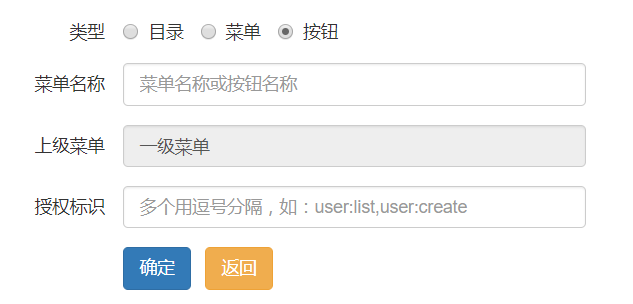 类型 目录 菜单 按钮
菜单名称 菜单名称或按钮名称
上级菜单 一级菜单
授权标识 多个用逗号分隔，如：user:list,user:create
确定 返回